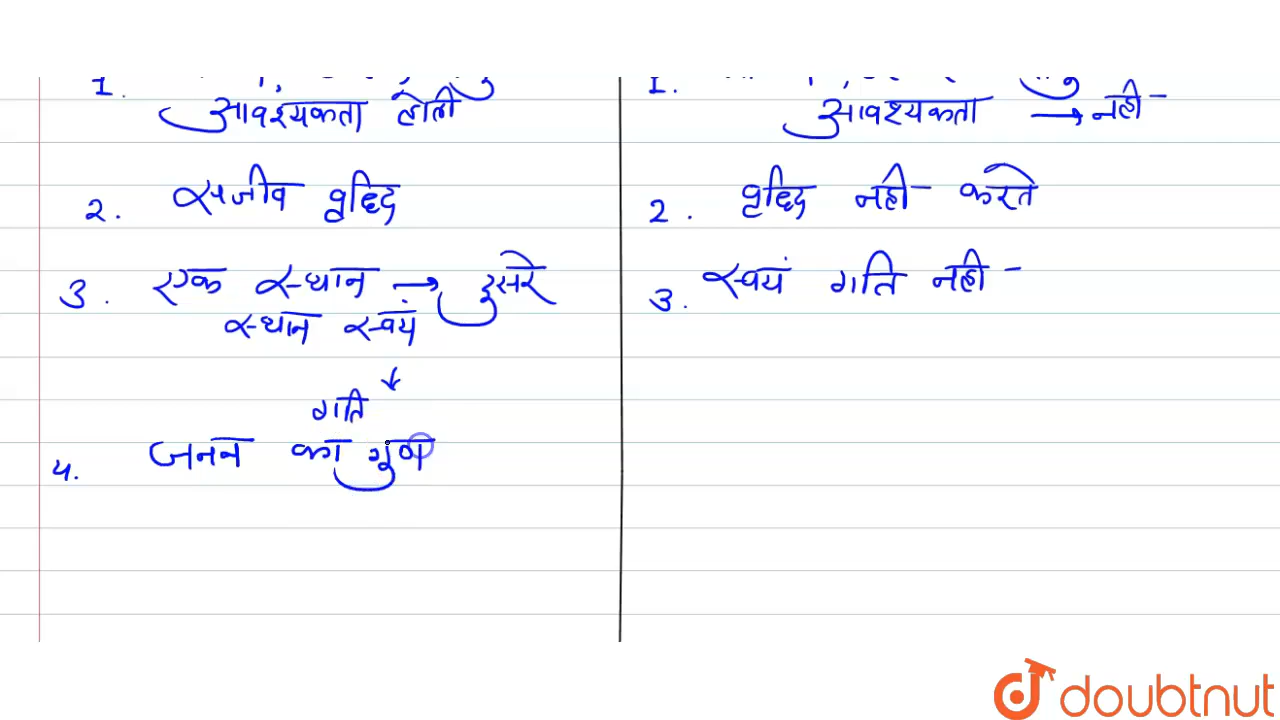 1.
आवश्यकता होती
2. सजीव वृद्धि
3. एक स्थान → दुसरे
स्थान स्वयं
↓
गति
4. जनन का गुण
1.
आवश्यकता → नही
2. वृद्धि नही करते
3. स्वयं गति नही
doubtnut